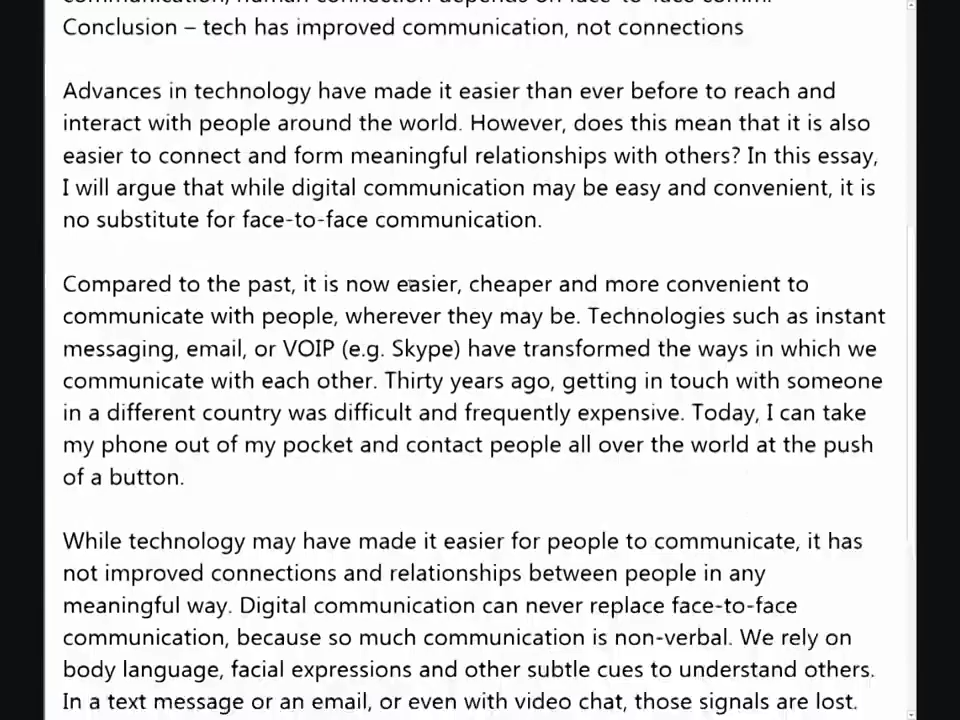 communication, human connection depends on face-to-face comm.
Conclusion – tech has improved communication, not connections
Advances in technology have made it easier than ever before to reach and
interact with people around the world. However, does this mean that it is also
easier to connect and form meaningful relationships with others? In this essay,
I will argue that while digital communication may be easy and convenient, it is
no substitute for face-to-face communication.
Compared to the past, it is now easier, cheaper and more convenient to
communicate with people, wherever they may be. Technologies such as instant
messaging, email, or VOIP (e.g. Skype) have transformed the ways in which we
communicate with each other. Thirty years ago, getting in touch with someone
in a different country was difficult and frequently expensive. Today, I can take
my phone out of my pocket and contact people all over the world at the push
of a button.
While technology may have made it easier for people to communicate, it has
not improved connections and relationships between people in any
meaningful way. Digital communication can never replace face-to-face
communication, because so much communication is non-verbal. We rely on
body language, facial expressions and other subtle cues to understand others.
In a text message or an email, or even with video chat, those signals are lost.